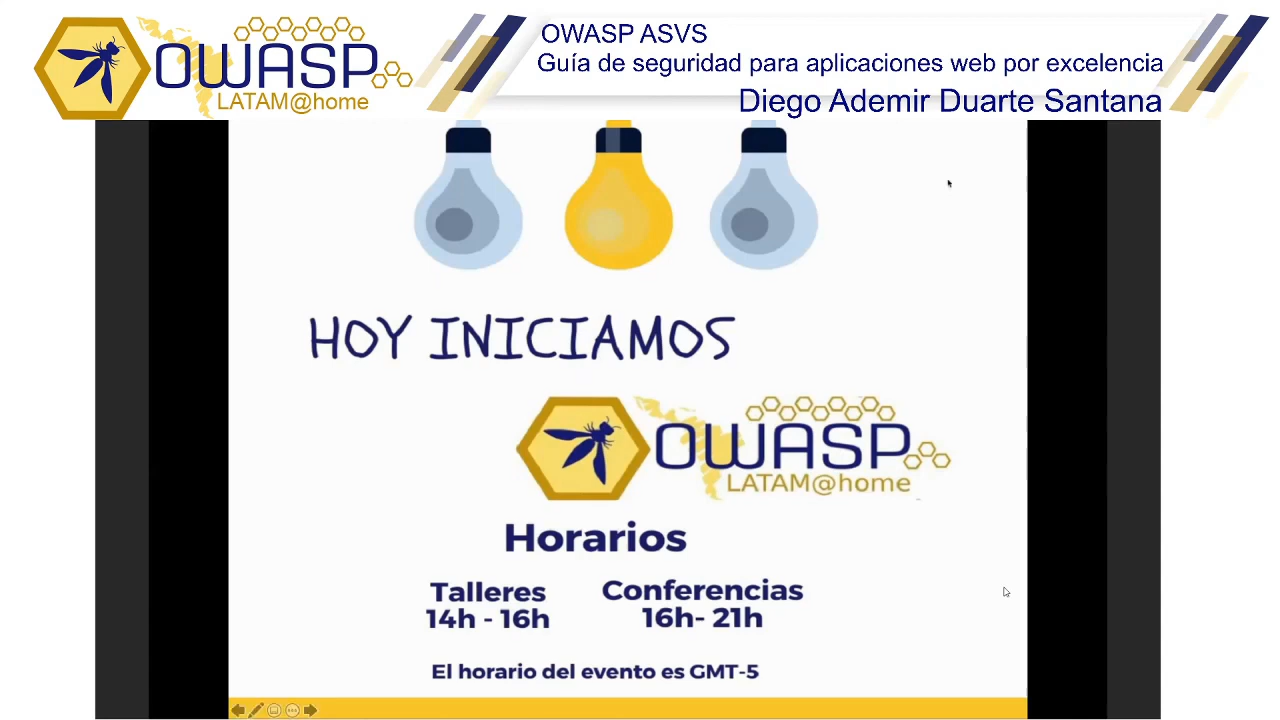 OWASP
LATAM@home
OWASP ASVS
Guía de seguridad para aplicaciones web por excelencia
Diego Ademir Duarte Santana
HOY INICIAMOS
OWASP
LATAM@home
Horarios
Talleres
14h - 16h
Conferencias
16h- 21h
El horario del evento es GMT-5